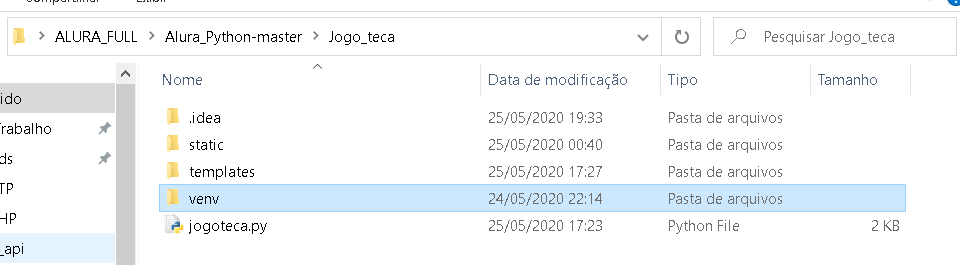 Compartilhar Exibir
ALURA_FULL > Alura_Python-master > Jogo_teca
Pesquisar Jogo_teca
Nome Data de modificação Tipo Tamanho
.idea 25/05/2020 19:33 Pasta de arquivos
static 25/05/2020 00:40 Pasta de arquivos
templates 25/05/2020 17:27 Pasta de arquivos
venv 24/05/2020 22:14 Pasta de arquivos
jogoteca.py 25/05/2020 17:23 Python File 2 KB
ido
Trabalho
ds
TP
HP
_api